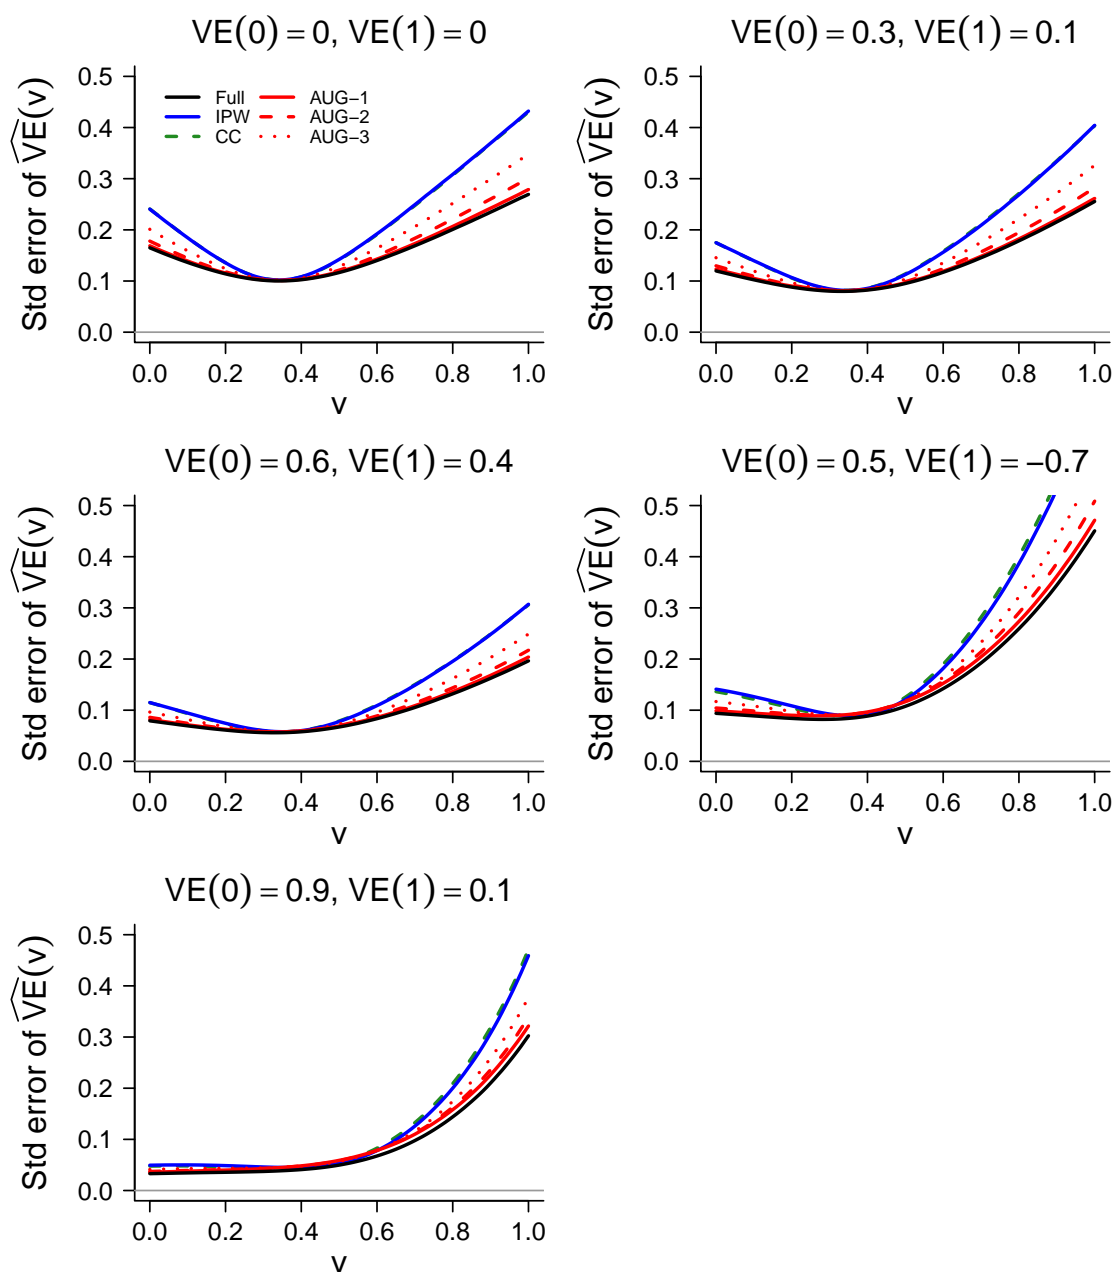 VE(0) = 0, VE(1) = 0
Std error of VE(v)
0.5
0.4
0.3
0.2
0.1
0.0
Full
IPW
CC
AUG−1
AUG−2
AUG−3
0.0 0.2 0.4 0.6 0.8 1.0
v
VE(0) = 0.3, VE(1) = 0.1
Std error of VE(v)
0.5
0.4
0.3
0.2
0.1
0.0
0.0 0.2 0.4 0.6 0.8 1.0
v
VE(0) = 0.6, VE(1) = 0.4
Std error of VE(v)
0.5
0.4
0.3
0.2
0.1
0.0
0.0 0.2 0.4 0.6 0.8 1.0
v
VE(0) = 0.5, VE(1) = −0.7
Std error of VE(v)
0.5
0.4
0.3
0.2
0.1
0.0
0.0 0.2 0.4 0.6 0.8 1.0
v
VE(0) = 0.9, VE(1) = 0.1
Std error of VE(v)
0.5
0.4
0.3
0.2
0.1
0.0
0.0 0.2 0.4 0.6 0.8 1.0
v